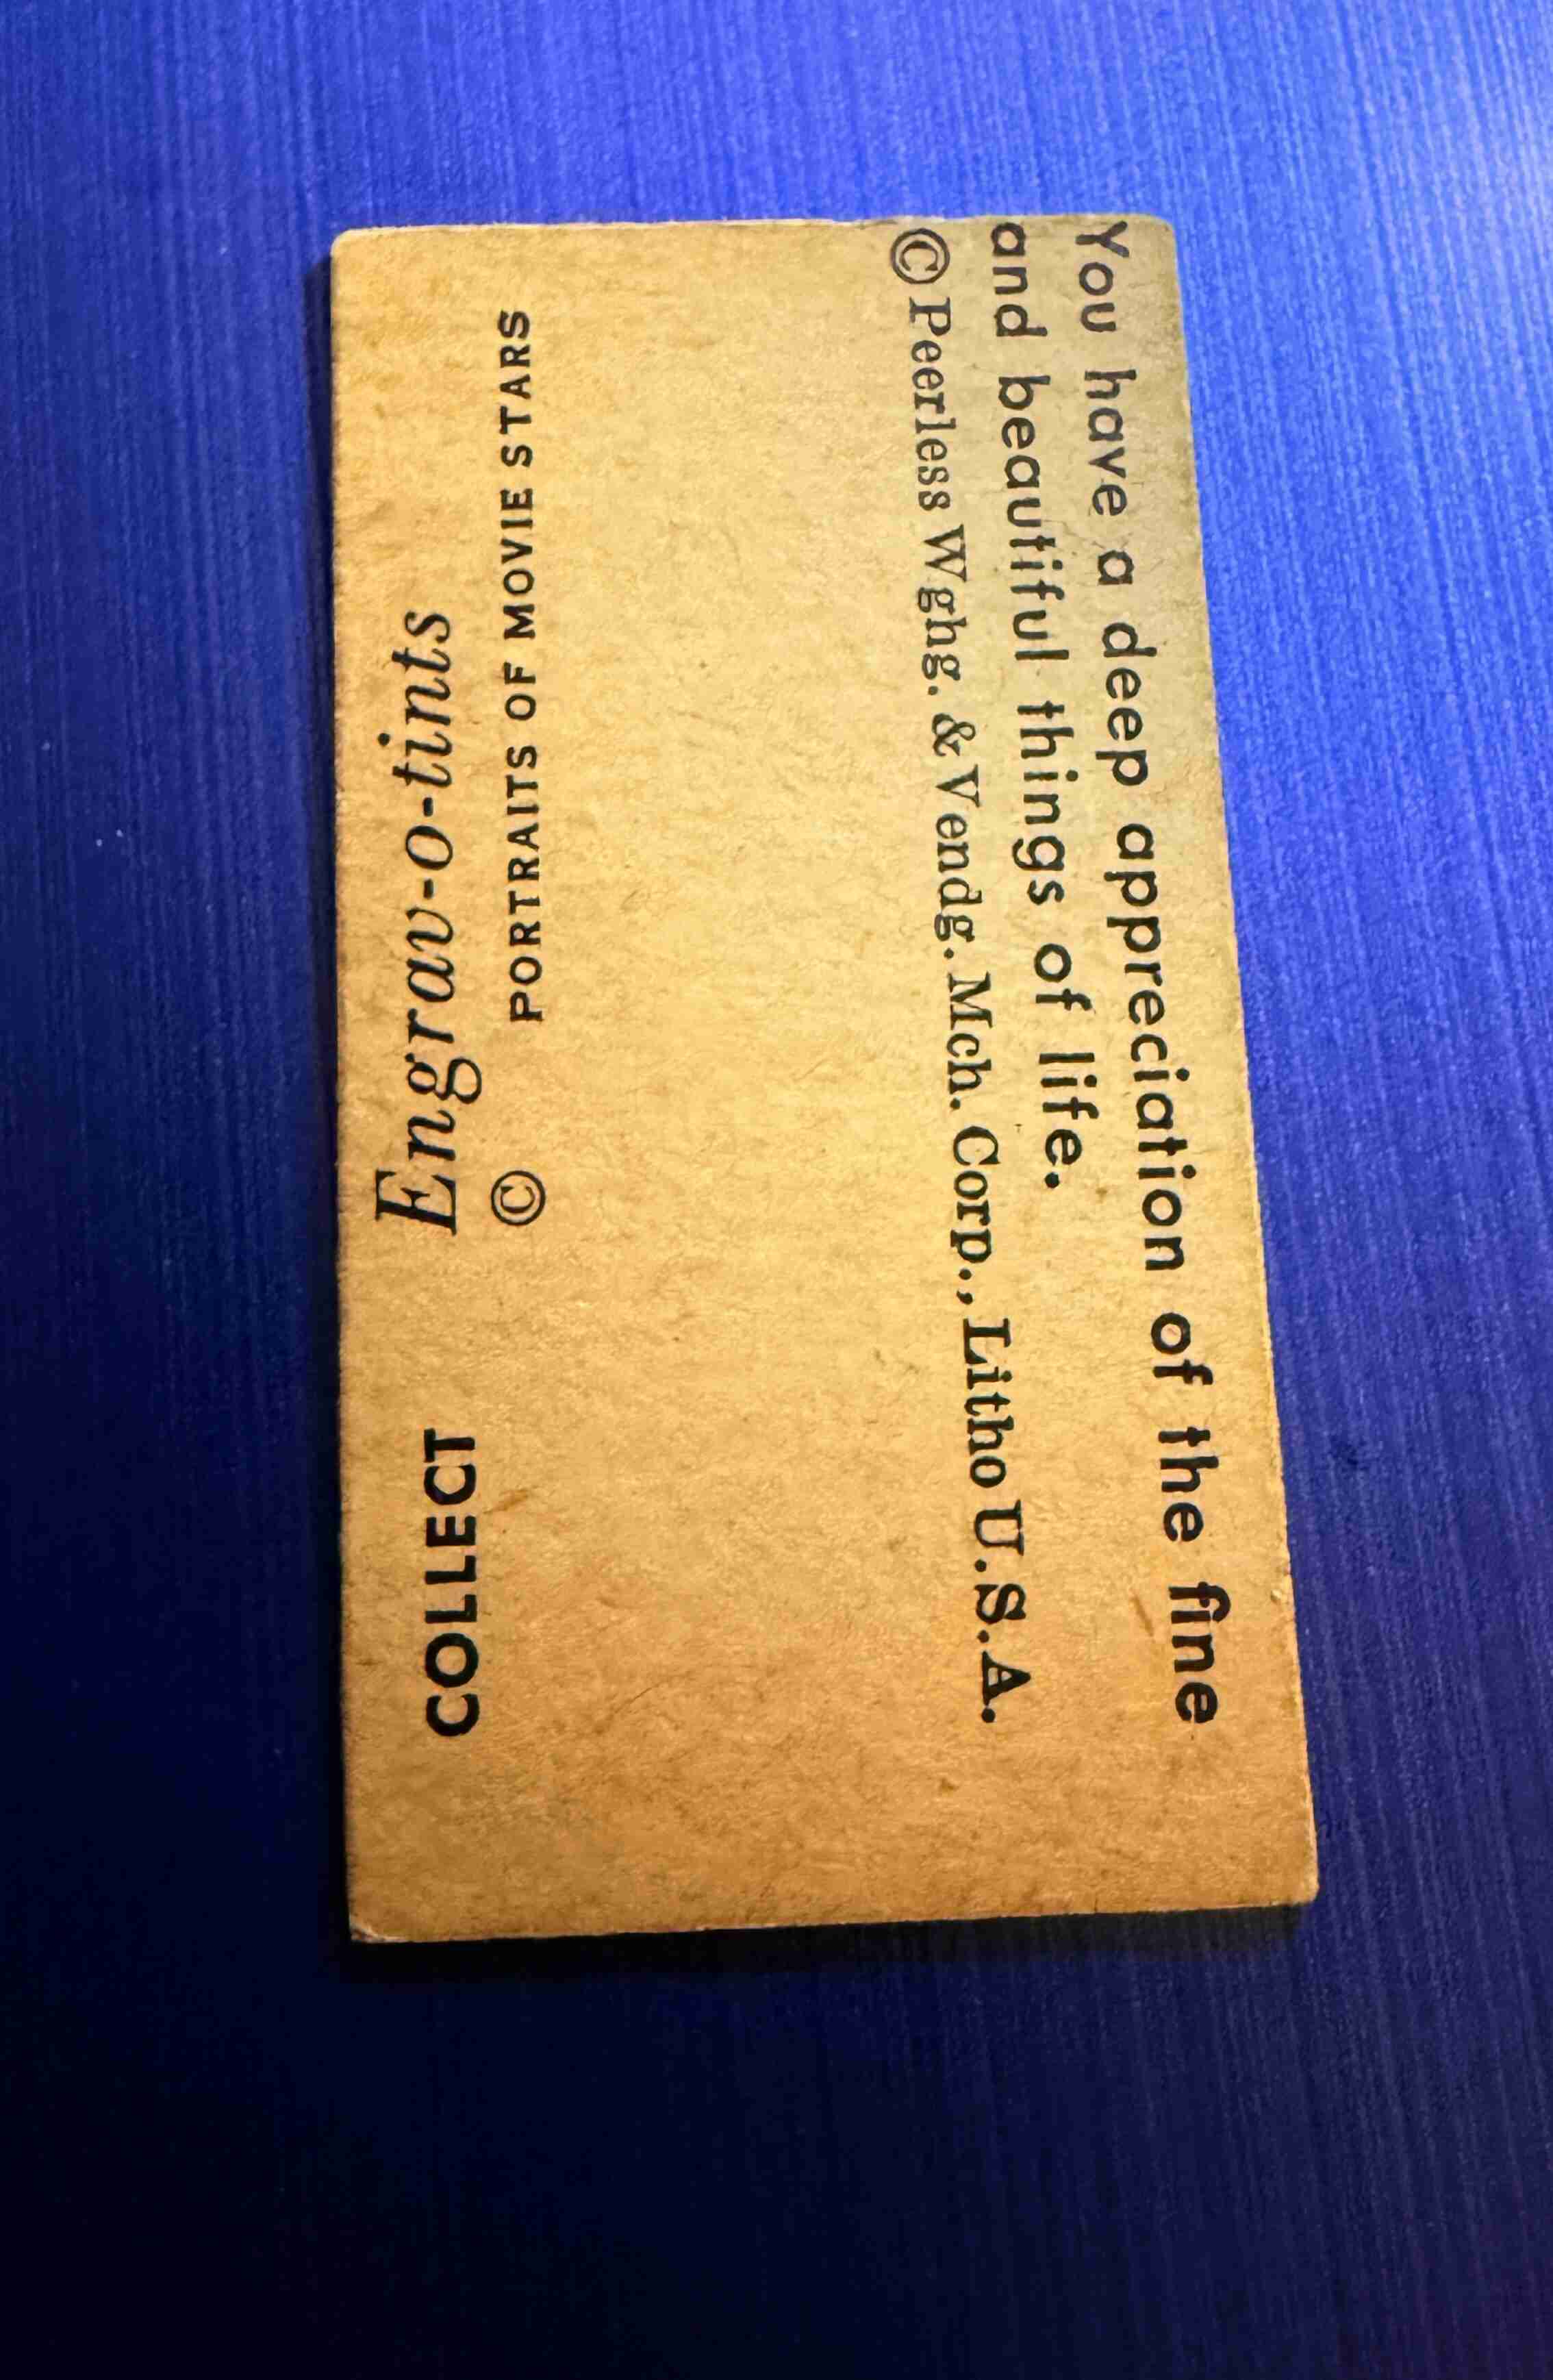 You have a deep appreciation of the fine
and beautiful things of life.
© Peerless Wghg. & Vendg. Mch. Corp., Litho U.S.A.
COLLECT Engrav-o-tints
© PORTRAITS OF MOVIE STARS